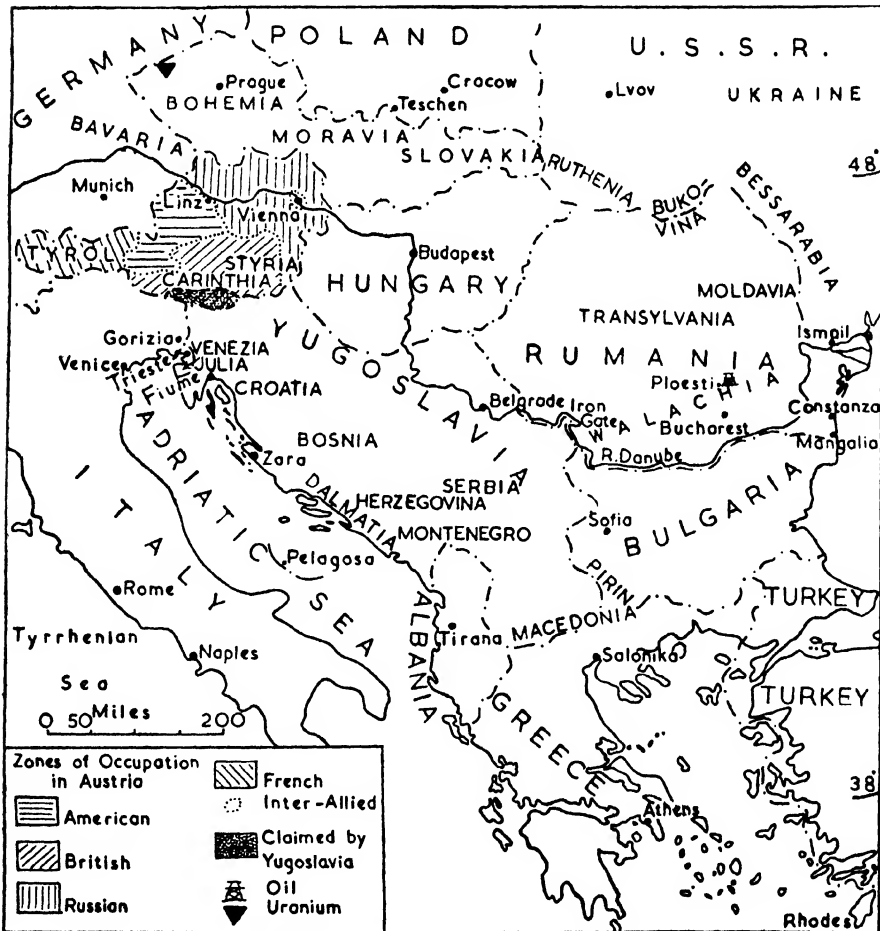 GERMANY
POLAND
U.S.S.R.
Prague
BOHEMIA
Cracow
Teschen
Lvov
UKRAINE
BAVARIA
MORAVIA
SLOVAKIA
RUTHENIA
48°
Munich
Linz
Vienna
BUKO-
VINA
BESSARABIA
TYROL
STYRIA
CARINTHIA
Budapest
HUNGARY
MOLDAVIA
TRANSYLVANIA
Gorizia
Venice
VENEZIA
JULIA
Trieste
Fiume
YUGOSLAVIA
RUMANIA
Ismpil
CROATIA
Ploesti
Belgrade
Iron
Gate
WALACHIA
Bucharest
Constanza
Mangalia
ADRIATIC SEA
BOSNIA
Zara
R. Danube
ITALY
DALMATIA
HERZEGOVINA
SERBIA
MONTENEGRO
Sofia
BULGARIA
Pelagosa
PIRIN
Rome
ALBANIA
Tirana
MACEDONIA
TURKEY
Tyrrhenian
Sea
Naples
Salonika
TURKEY
0 50 200
Miles
GREECE
Athens
38°
Rhodes
Zones of Occupation
in Austria
American
British
Russian
French
Inter-Allied
Claimed by
Yugoslavia
Oil
Uranium